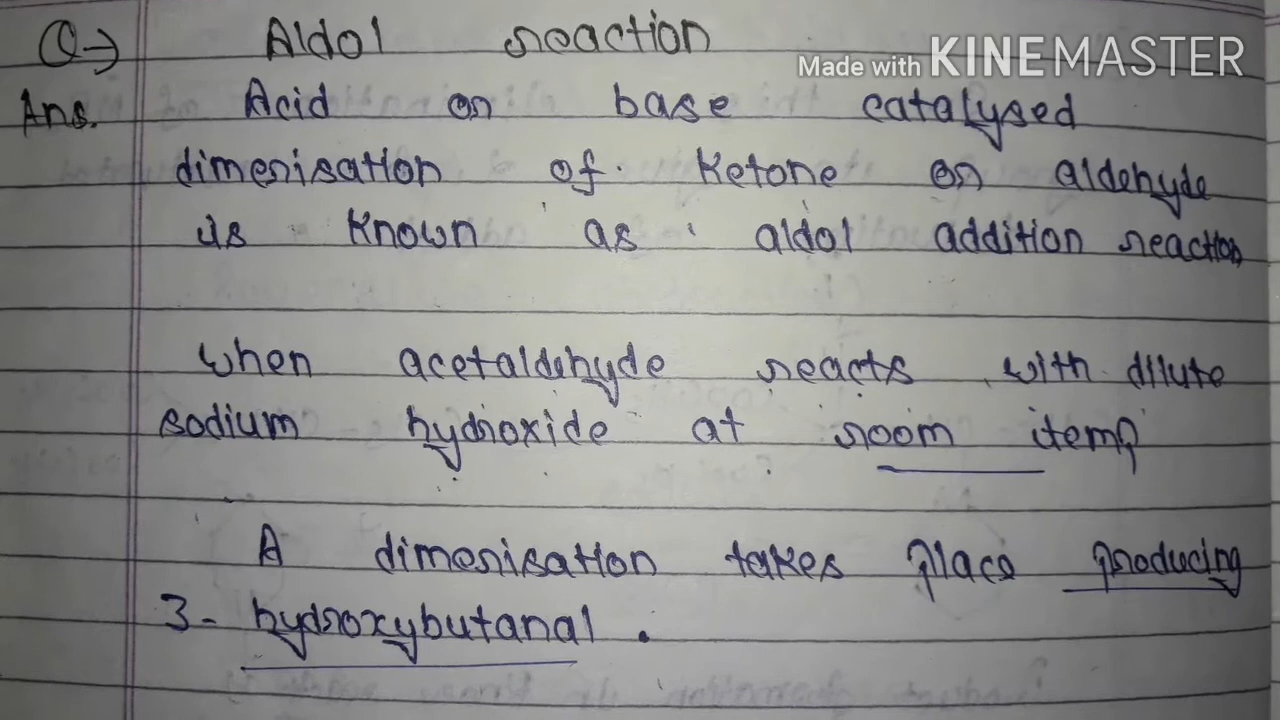 Q→ Aldol reaction
Made with KINEMASTER
Ans. Acid or base catalysed
dimerisation of Ketone or aldehyde
is known as aldol addition reaction
When acetaldehyde reacts with dilute
sodium hydroxide at room temp
A dimerisation takes place producing
3- hydroxybutanal.